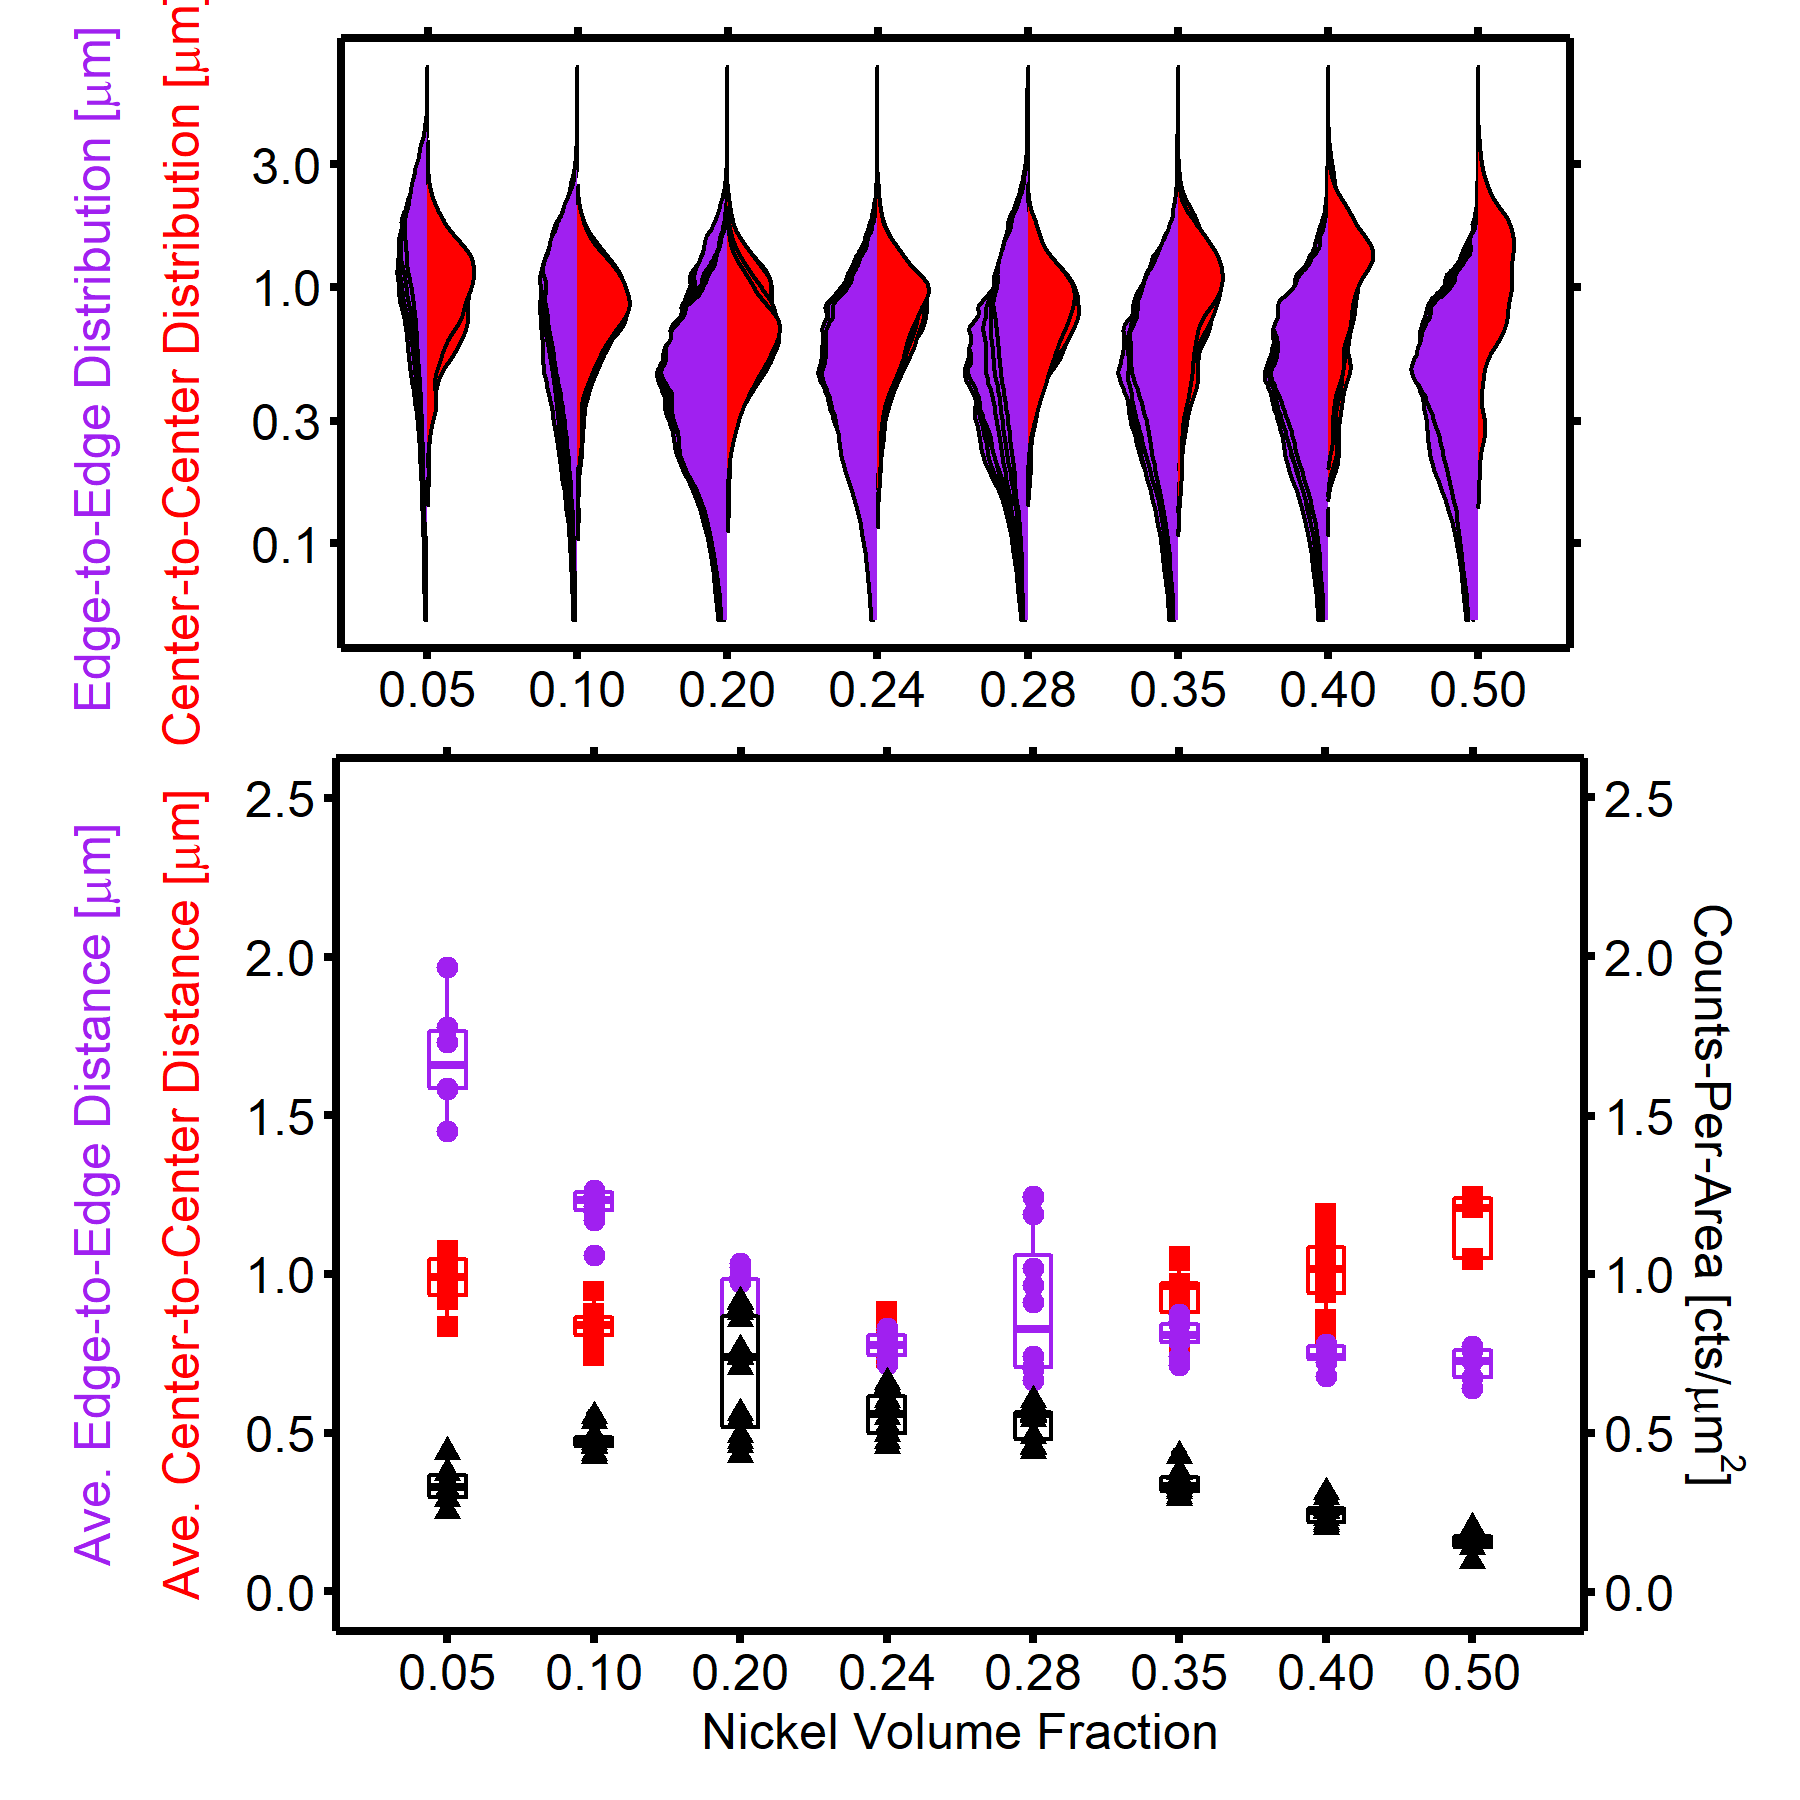 Edge-to-Edge Distribution [μm]
Center-to-Center Distribution [μm]
3.0
1.0
0.3
0.1
0.05 0.10 0.20 0.24 0.28 0.35 0.40 0.50
Ave. Edge-to-Edge Distance [μm]
Ave. Center-to-Center Distance [μm]
2.5
2.0
1.5
1.0
0.5
0.0
2.5
2.0
1.5
1.0
0.5
0.0
Counts-Per-Area [cts/μm²]
0.05 0.10 0.20 0.24 0.28 0.35 0.40 0.50
Nickel Volume Fraction